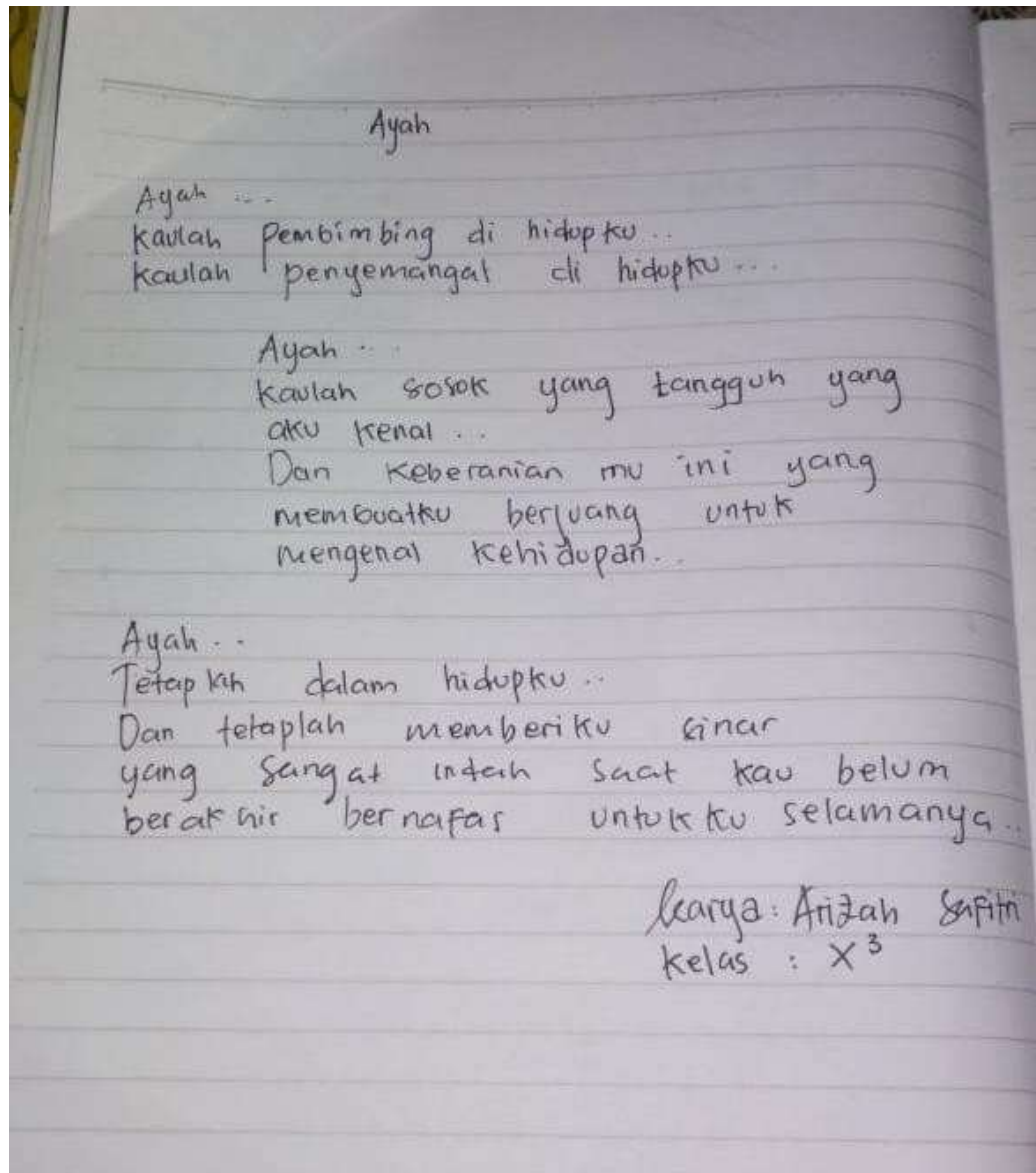 Ayah
Ayah ...
Kaulah pembimbing di hidupku..
Kaulah penyemangat di hidupku...
Ayah ...
Kaulah sosok yang tangguh yang
aku kenal ..
Dan keberanian mu ini yang
membuatku berjuang untuk
mengenal kehidupan..
Ayah ..
Tetap lah dalam hidupku ..
Dan tetaplah memberiku sinar
yang sangat indah saat kau belum
berakhir bernafas untukku selamanya..
Karya: Arizah Safitri
Kelas : X³